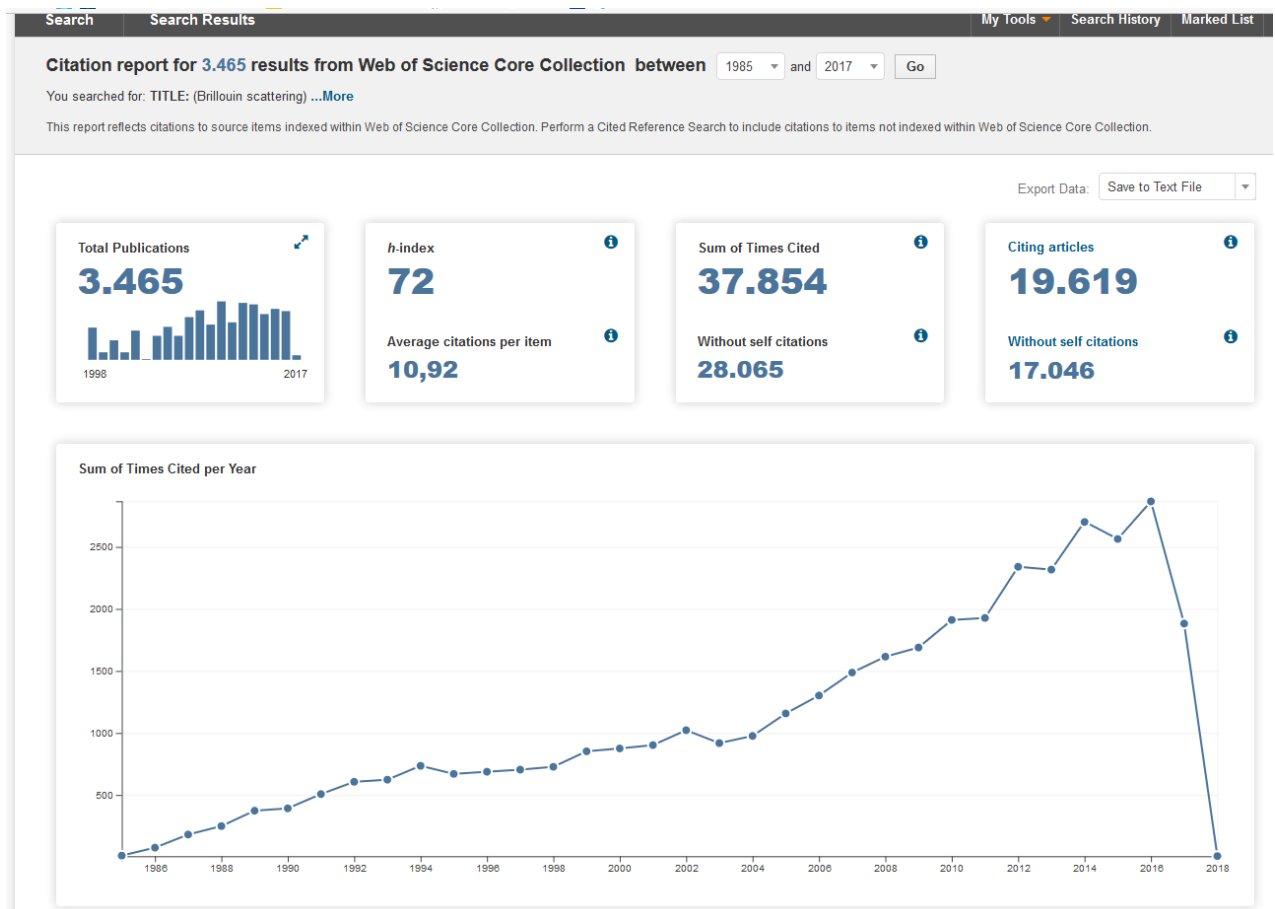 Search Search Results My Tools Search History Marked List
Citation report for 3.465 results from Web of Science Core Collection between 1985 and 2017 Go
You searched for: TITLE: (Brillouin scattering) ...More
This report reflects citations to source items indexed within Web of Science Core Collection. Perform a Cited Reference Search to include citations to items not indexed within Web of Science Core Collection.
Export Data: Save to Text File
Total Publications
3.465
1998 2017
h-index
72
Average citations per item
10,92
Sum of Times Cited
37.854
Without self citations
28.065
Citing articles
19.619
Without self citations
17.046
Sum of Times Cited per Year
2500
2000
1500
1000
500
1986 1988 1990 1992 1994 1996 1998 2000 2002 2004 2006 2008 2010 2012 2014 2016 2018